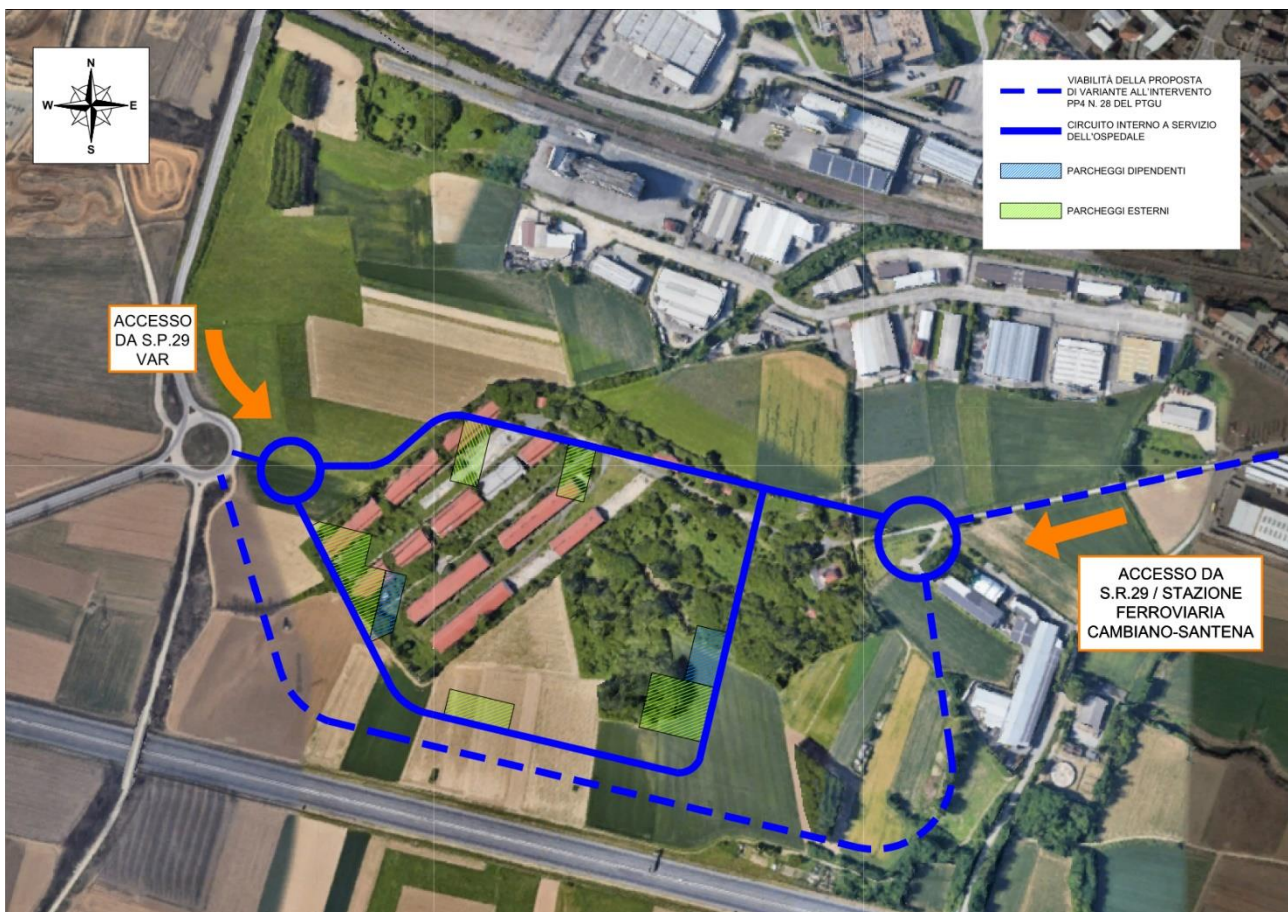 N
W
E
S
VIABILITÀ DELLA PROPOSTA
DI VARIANTE ALL'INTERVENTO
PP4 N. 28 DEL PTGU
CIRCUITO INTERNO A SERVIZIO
DELL'OSPEDALE
PARCHEGGI DIPENDENTI
PARCHEGGI ESTERNI
ACCESSO
DA S.P.29
VAR
ACCESSO DA
S.R.29 / STAZIONE
FERROVIARIA
CAMBIANO-SANTENA